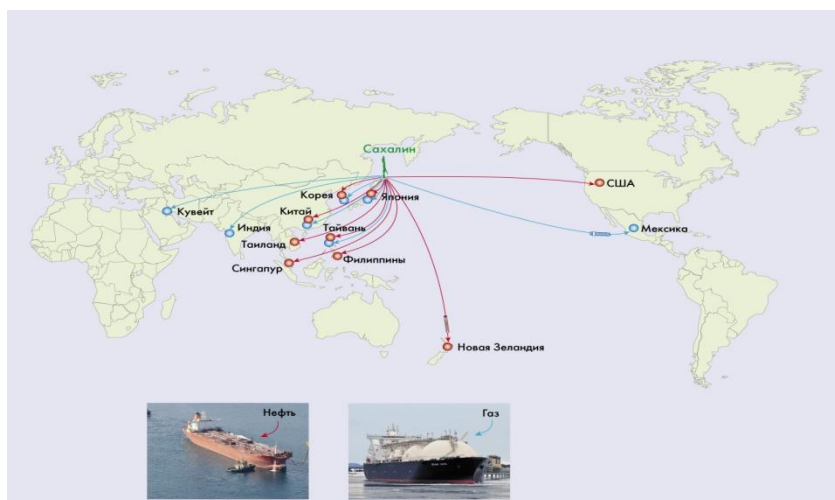 Сахалин
Корея
Япония
США
Кувейт
Китай
Индия
Тайвань
Мексика
Таиланд
Филиппины
Сингапур
Новая Зеландия
Нефть
Газ